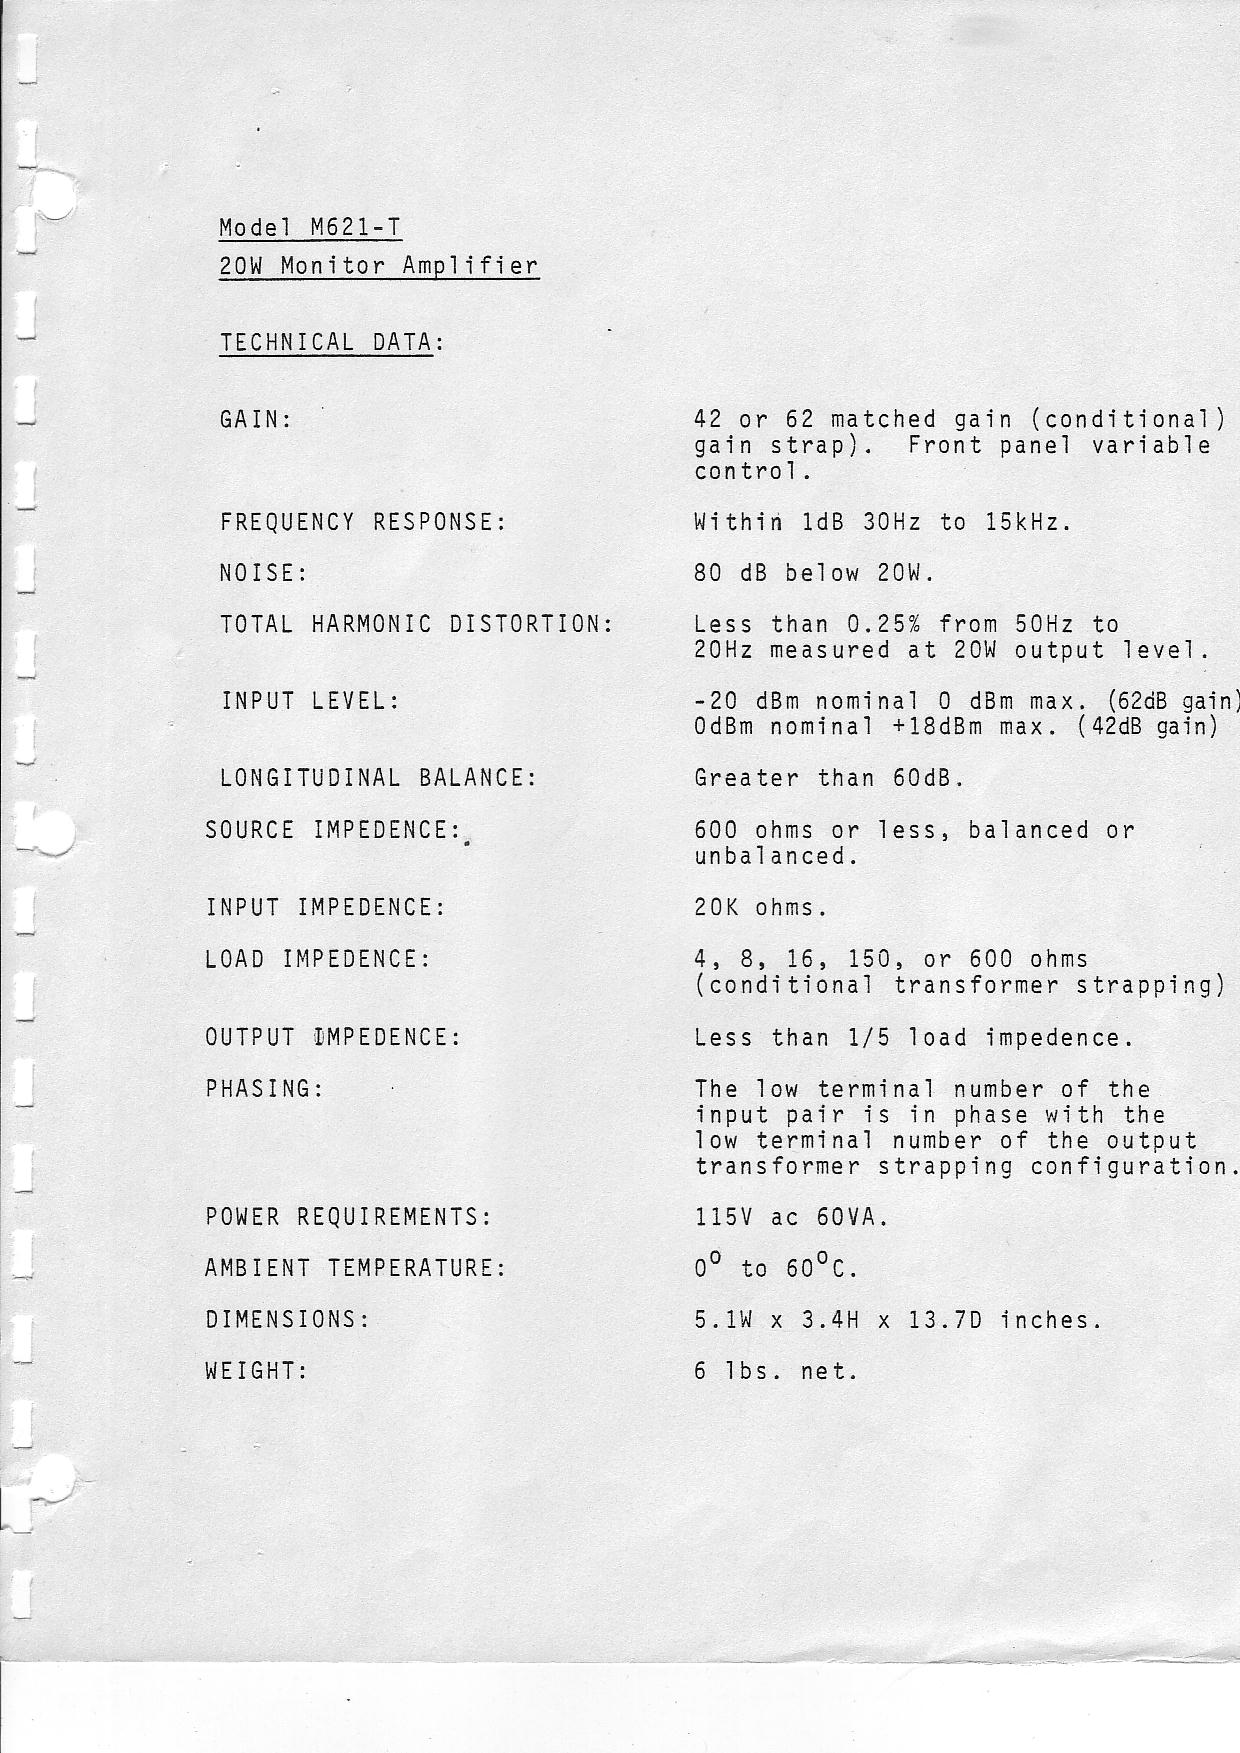 Model M621-T
20W Monitor Amplifier
TECHNICAL DATA:
GAIN: 42 or 62 matched gain (conditional)
gain strap). Front panel variable
control.
FREQUENCY RESPONSE: Within 1dB 30Hz to 15kHz.
NOISE: 80 dB below 20W.
TOTAL HARMONIC DISTORTION: Less than 0.25% from 50Hz to
20Hz measured at 20W output level.
INPUT LEVEL: -20 dBm nominal 0 dBm max. (62dB gain)
0dBm nominal +18dBm max. (42dB gain)
LONGITUDINAL BALANCE: Greater than 60dB.
SOURCE IMPEDENCE: 600 ohms or less, balanced or
unbalanced.
INPUT IMPEDENCE: 20K ohms.
LOAD IMPEDENCE: 4, 8, 16, 150, or 600 ohms
(conditional transformer strapping)
OUTPUT IMPEDENCE: Less than 1/5 load impedence.
PHASING: The low terminal number of the
input pair is in phase with the
low terminal number of the output
transformer strapping configuration.
POWER REQUIREMENTS: 115V ac 60VA.
AMBIENT TEMPERATURE: 0° to 60°C.
DIMENSIONS: 5.1W x 3.4H x 13.7D inches.
WEIGHT: 6 lbs. net.